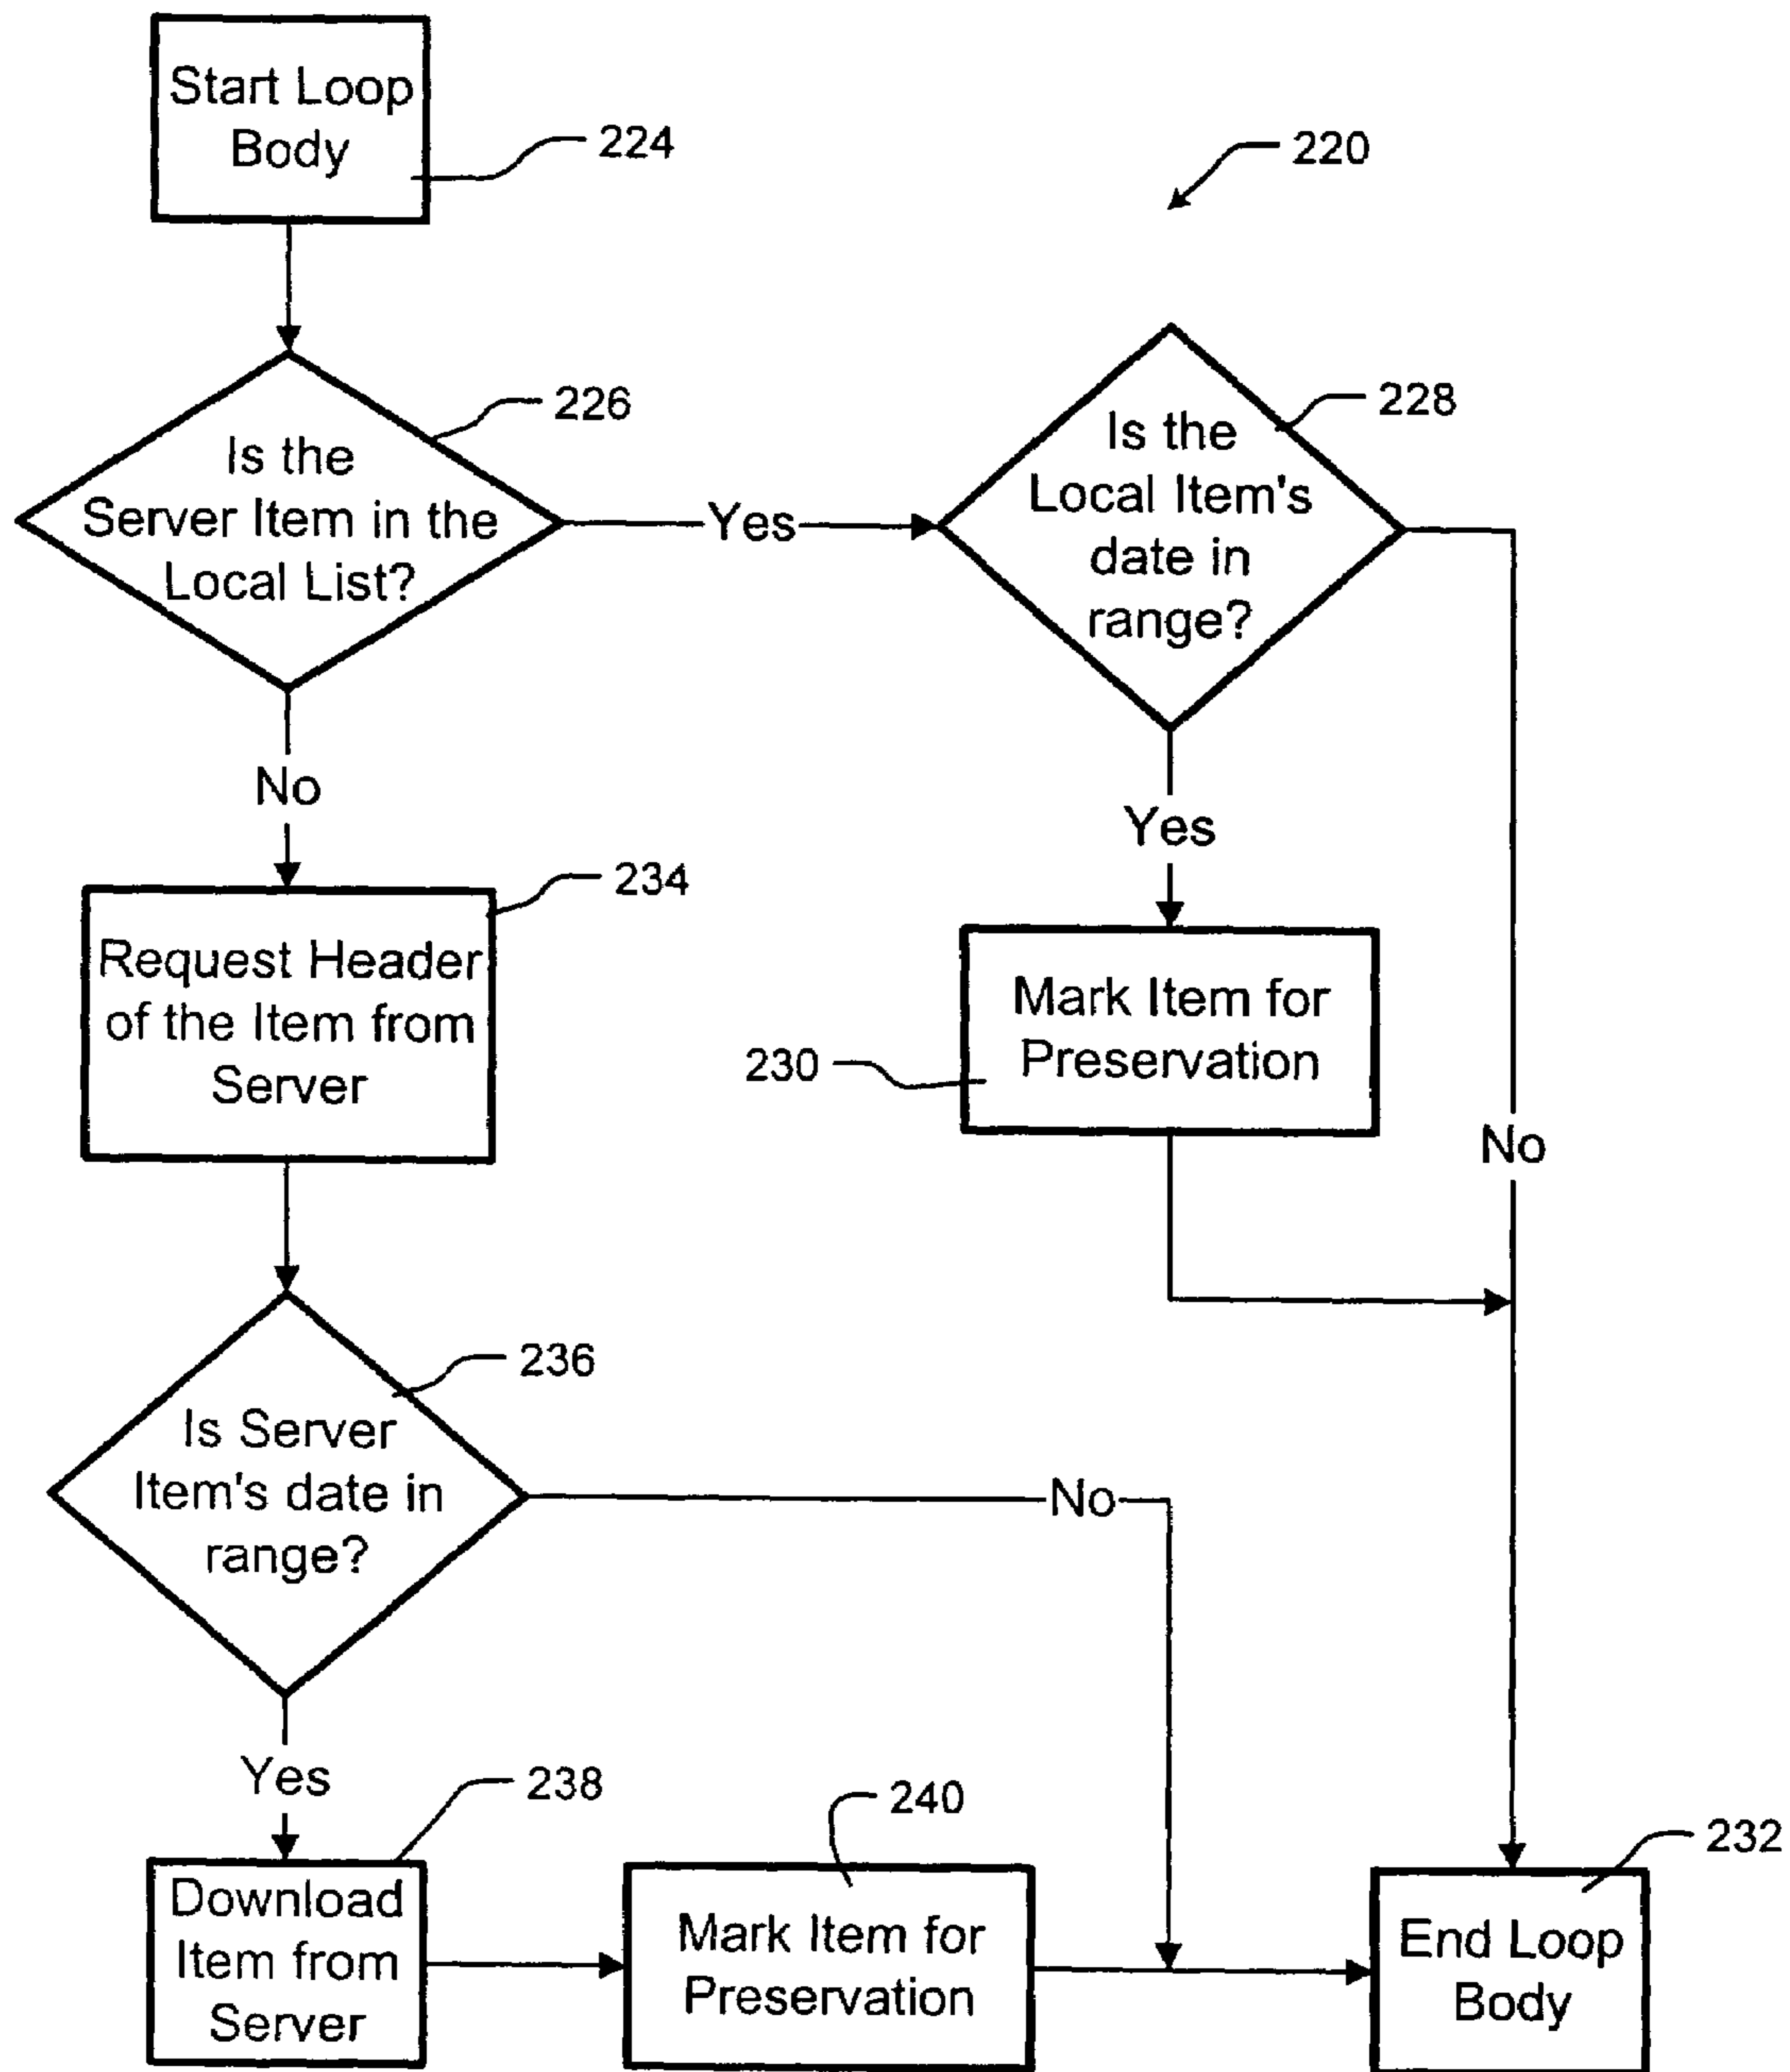 Start Loop
Body
224
220
226
Is the
Server Item in the
Local List?
Yes
228
Is the
Local Item's
date in
range?
No
Yes
234
Request Header
of the Item from
Server
230
Mark Item for
Preservation
No
236
Is Server
Item's date in
range?
No
Yes
238
Download
Item from
Server
240
Mark Item for
Preservation
232
End Loop
Body